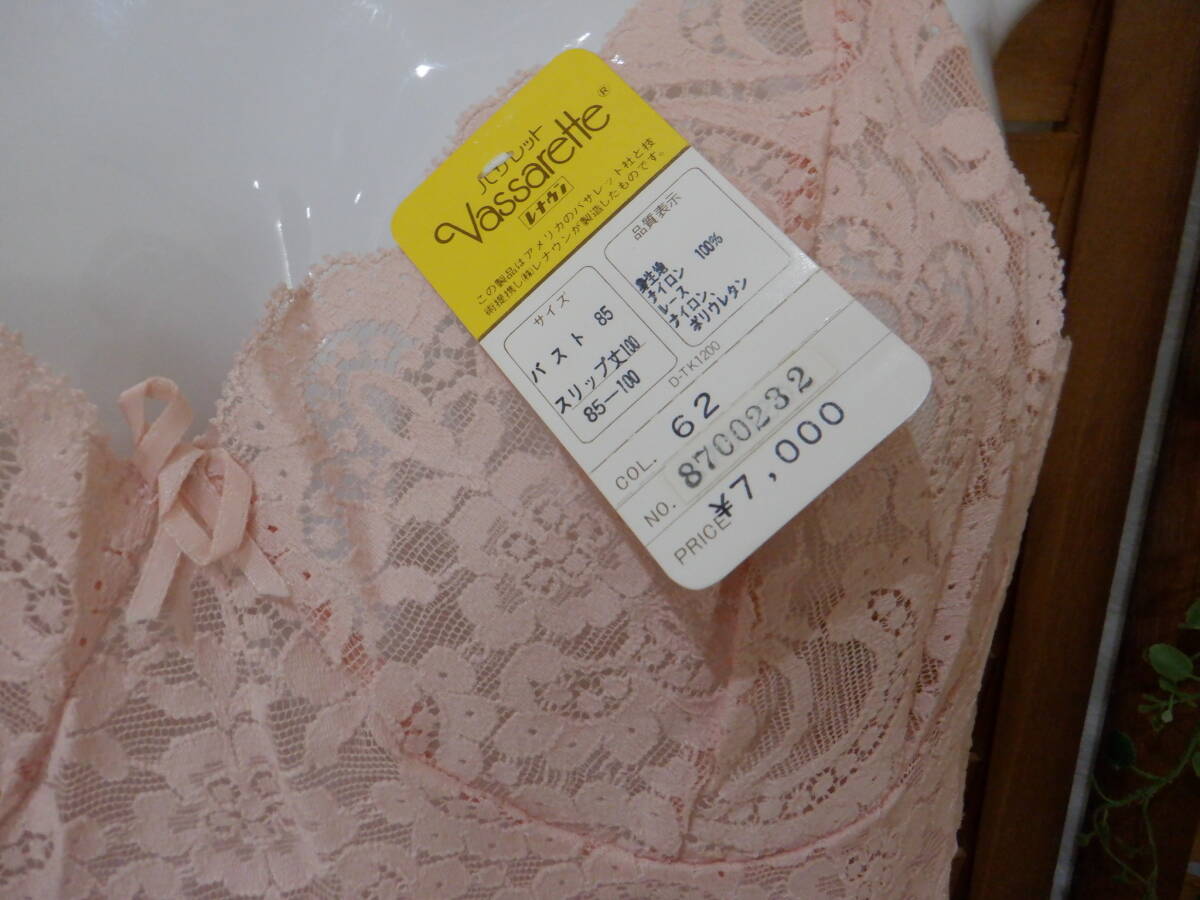 バサレット
Vassarette ®
レナウン
この製品はアメリカのバサレット社と技
術提携し㈱レナウンが製造したものです。
サイズ
バスト 85
スリップ丈100
85—100
品質表示
身生地
ナイロン 100%
レース
ナイロン、
ポリウレタン
D-TK1200
COL. 62
NO. 8700232
PRICE ¥7,000